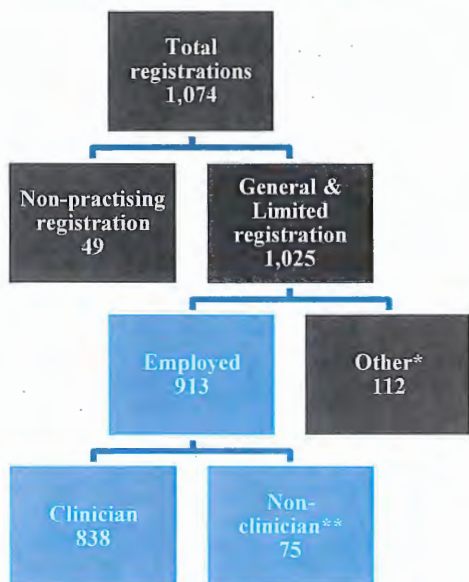 Total
registrations
1,074
Non-practising
registration
49
General &
Limited
registration
1,025
Employed
913
Other*
112
Clinician
838
Non-
clinician**
75